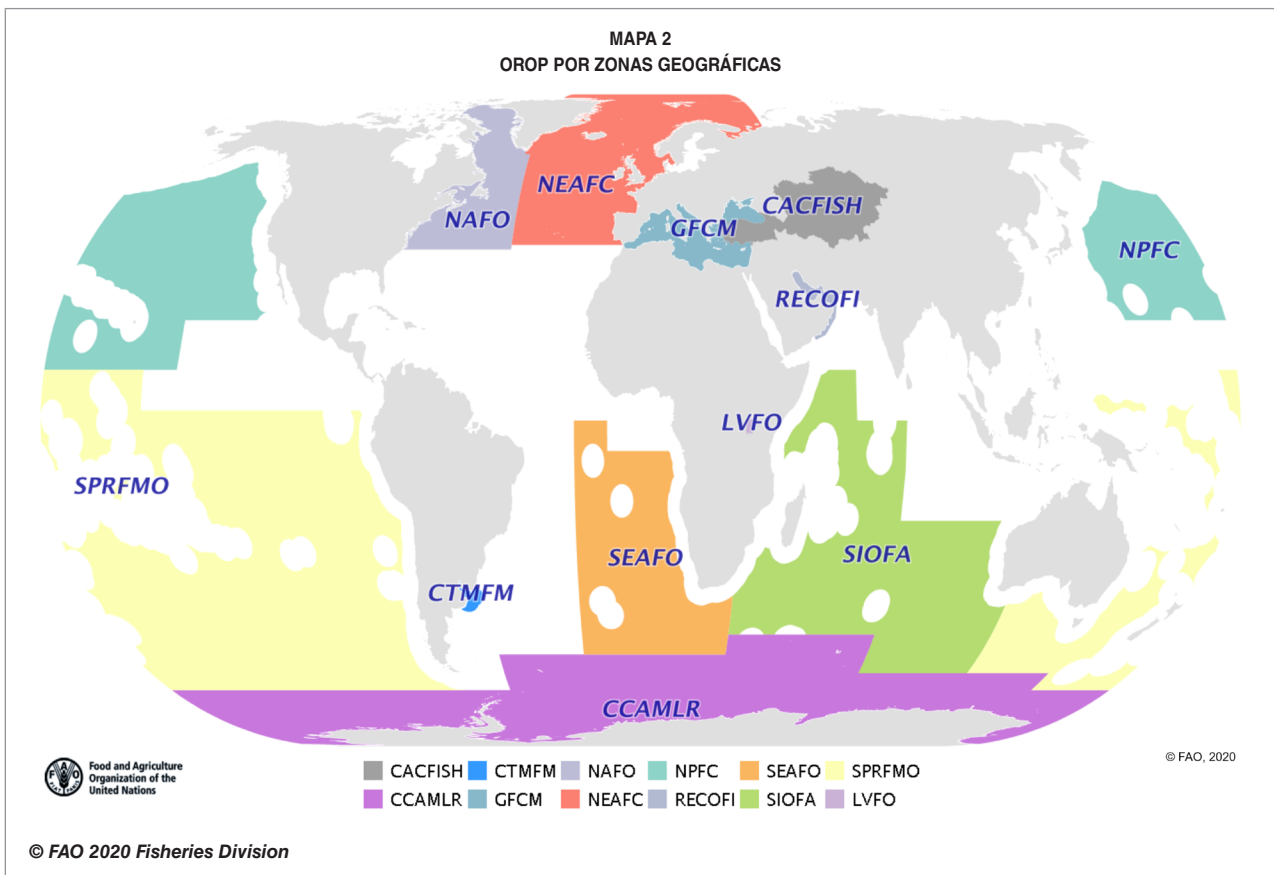 MAPA 2
OROP POR ZONAS GEOGRÁFICAS
NEAFC
NAFO
CACFISH
GFCM
NPFC
RECOFI
LVFO
SPRFMO
SEAFO
SIOFA
CTMFM
CCAMLR
© FAO, 2020
F A O
FIAT PANIS
Food and Agriculture
Organization of the
United Nations
CACFISH CTMFM NAFO NPFC SEAFO SPRFMO
CCAMLR GFCM NEAFC RECOFI SIOFA LVFO
© FAO 2020 Fisheries Division